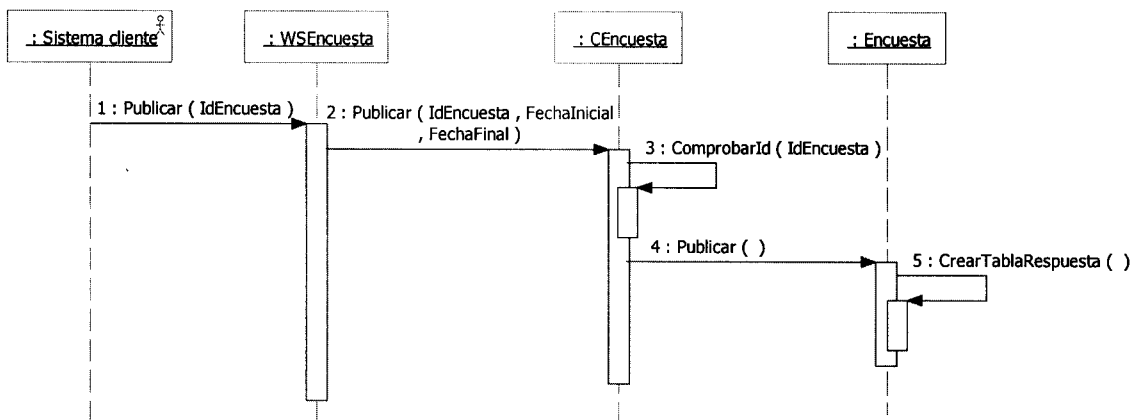 : Sistema cliente
: WSEncuesta
: CEncuesta
: Encuesta
1 : Publicar ( IdEncuesta )
2 : Publicar ( IdEncuesta , FechaInicial
, FechaFinal )
3 : ComprobarId ( IdEncuesta )
4 : Publicar ( )
5 : CrearTablaRespuesta ( )